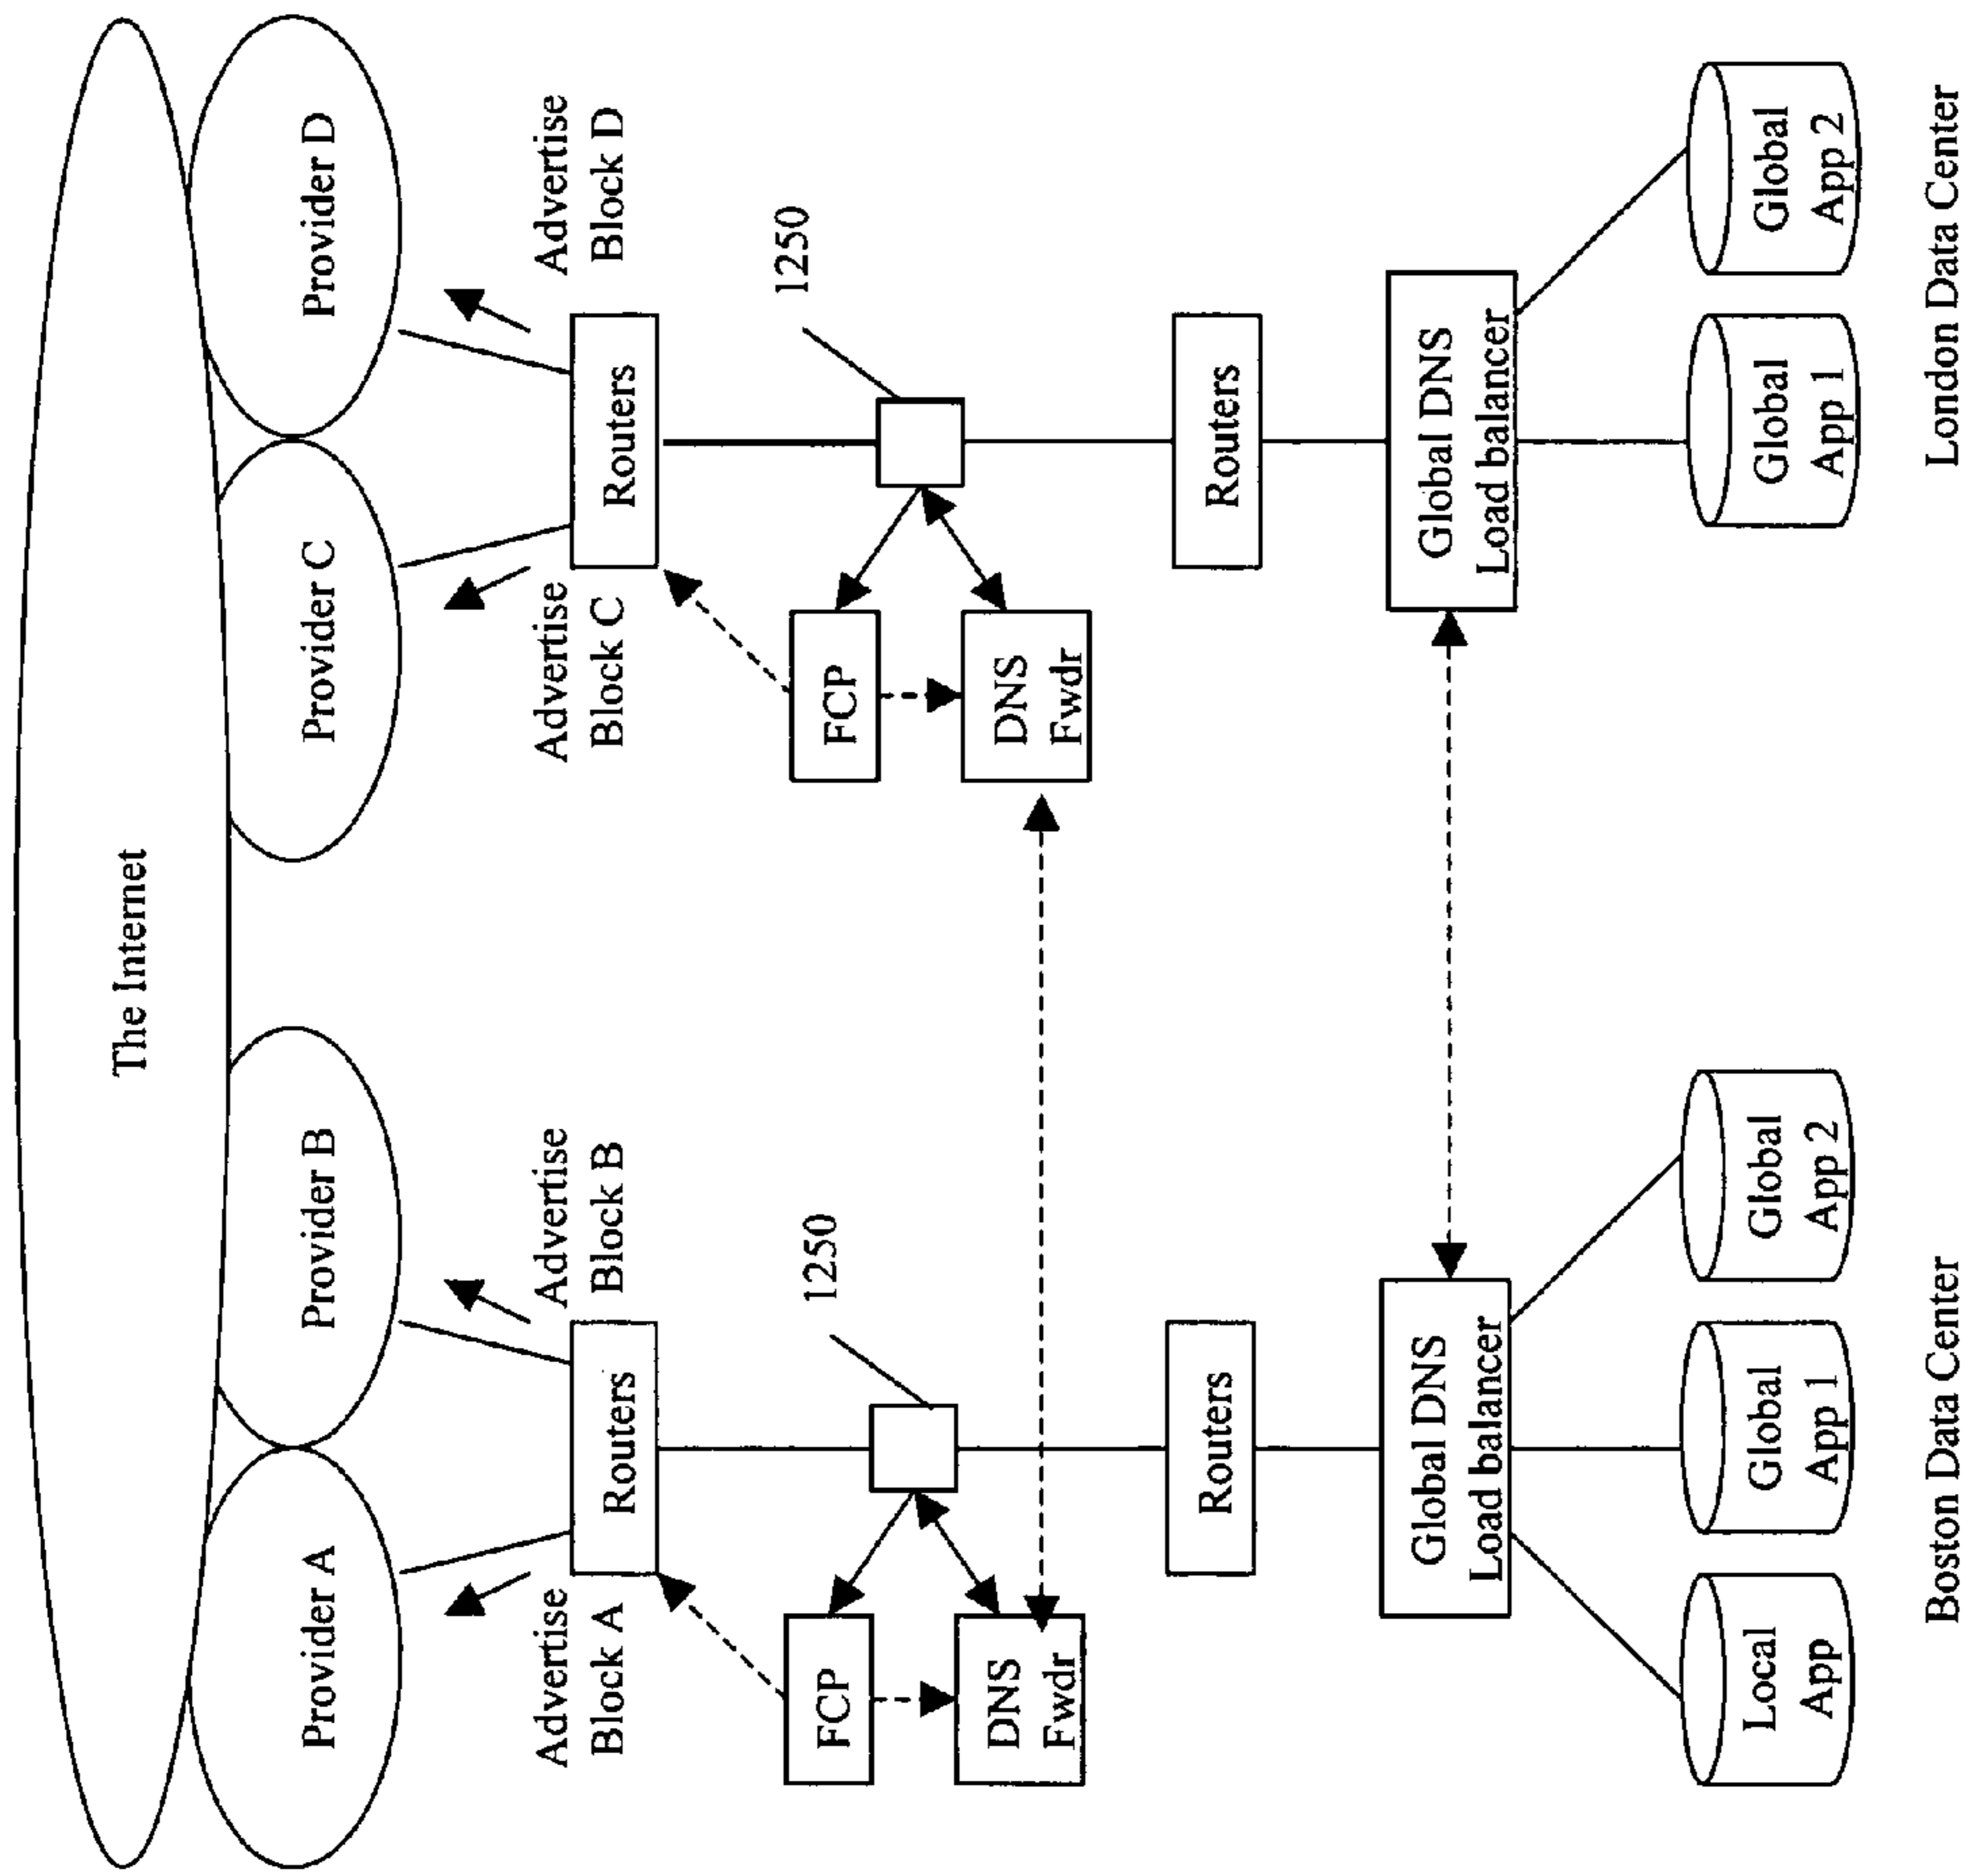 The Internet
Provider A
Provider B
Provider C
Provider D
Advertise
Block A
Advertise
Block B
Advertise
Block C
Advertise
Block D
Routers
Routers
1250
1250
FCP
FCP
DNS
Fwdr
DNS
Fwdr
Routers
Routers
Global DNS
Load balancer
Global DNS
Load balancer
Local
App
Global
App 1
Global
App 2
Global
App 1
Global
App 2
Boston Data Center
London Data Center